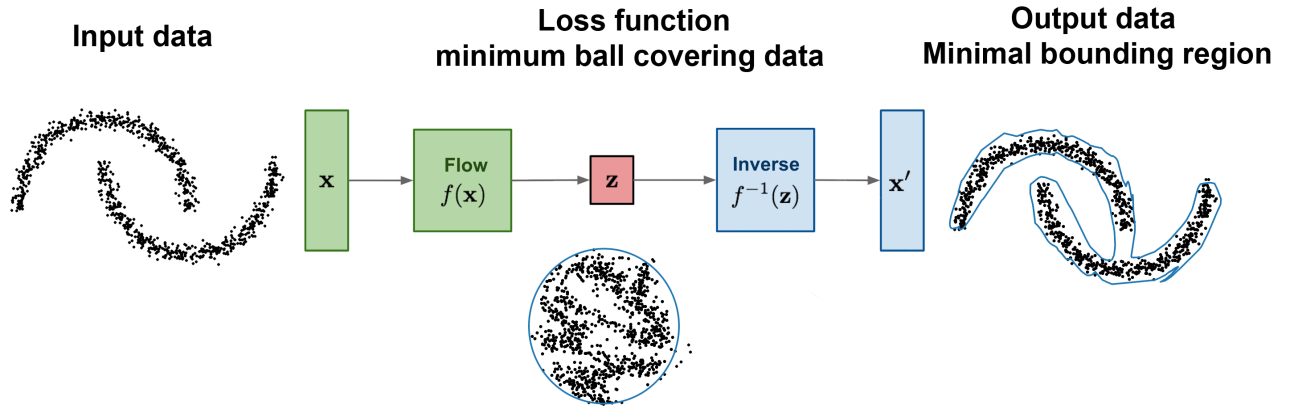 Input data
Loss function
minimum ball covering data
Output data
Minimal bounding region
x
Flow
f(x)
z
Inverse
f⁻¹(z)
x′